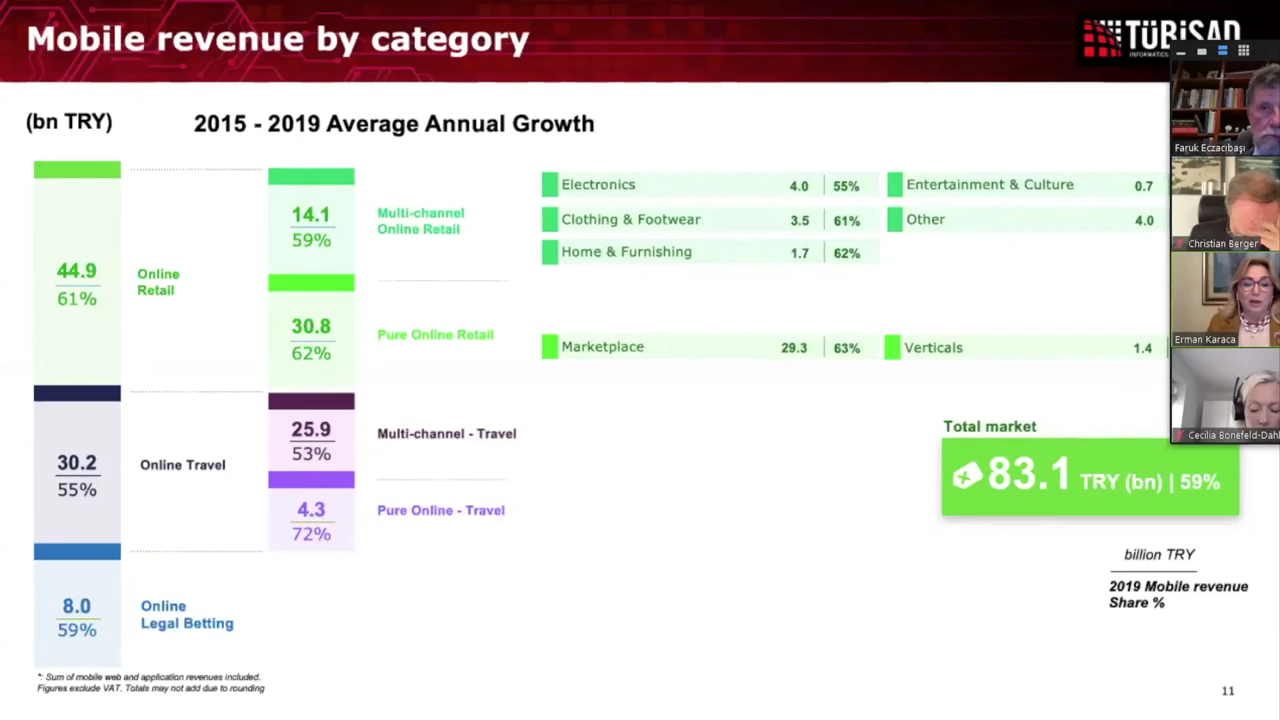 Mobile revenue by category
TÜBİSAD
INFORMATICS
(bn TRY)
2015 - 2019 Average Annual Growth
44.9
61%
Online
Retail
14.1
59%
Multi-channel
Online Retail
Electronics 4.0 55%
Clothing & Footwear 3.5 61%
Home & Furnishing 1.7 62%
Entertainment & Culture 0.7
Other 4.0
30.8
62%
Pure Online Retail
Marketplace 29.3 63%
Verticals 1.4
30.2
55%
Online Travel
25.9
53%
Multi-channel - Travel
4.3
72%
Pure Online - Travel
8.0
59%
Online
Legal Betting
Total market
83.1 TRY (bn) | 59%
billion TRY
2019 Mobile revenue
Share %
*: Sum of mobile web and application revenues included.
Figures exclude VAT. Totals may not add due to rounding
11
Faruk Eczacıbaşı
Christian Berger
Erman Karaca
Cecilia Bonefeld-Dahl